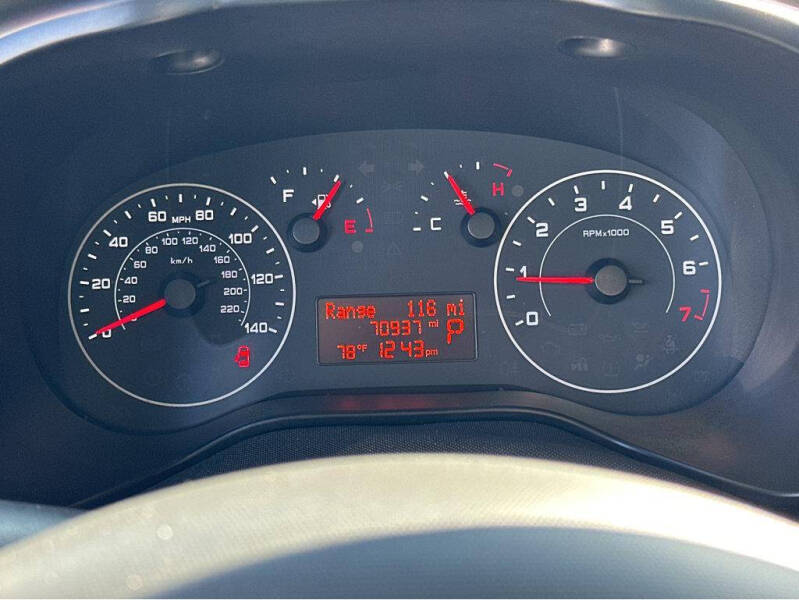 F E
C H
0 20 40 60 MPH 80 100 120 140
20 40 60 80 100 120 140 160 180 200 220
km/h
0 1 2 3 4 5 6 7
RPMx1000
Range 116 mi
70937 mi P
78°F 12:43 pm